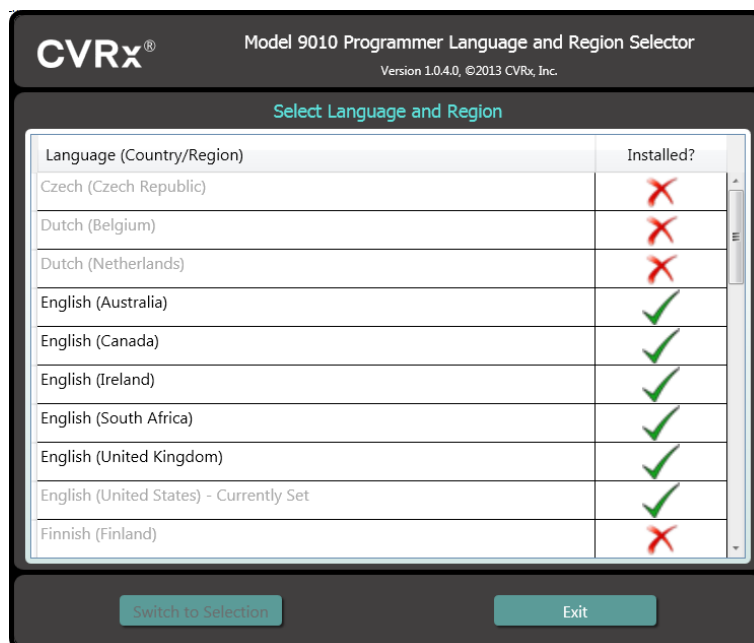 CVRx®
Model 9010 Programmer Language and Region Selector
Version 1.0.4.0, ©2013 CVRx, Inc.
Select Language and Region
Language (Country/Region) Installed?
Czech (Czech Republic)
Dutch (Belgium)
Dutch (Netherlands)
English (Australia)
English (Canada)
English (Ireland)
English (South Africa)
English (United Kingdom)
English (United States) - Currently Set
Finnish (Finland)
Switch to Selection Exit